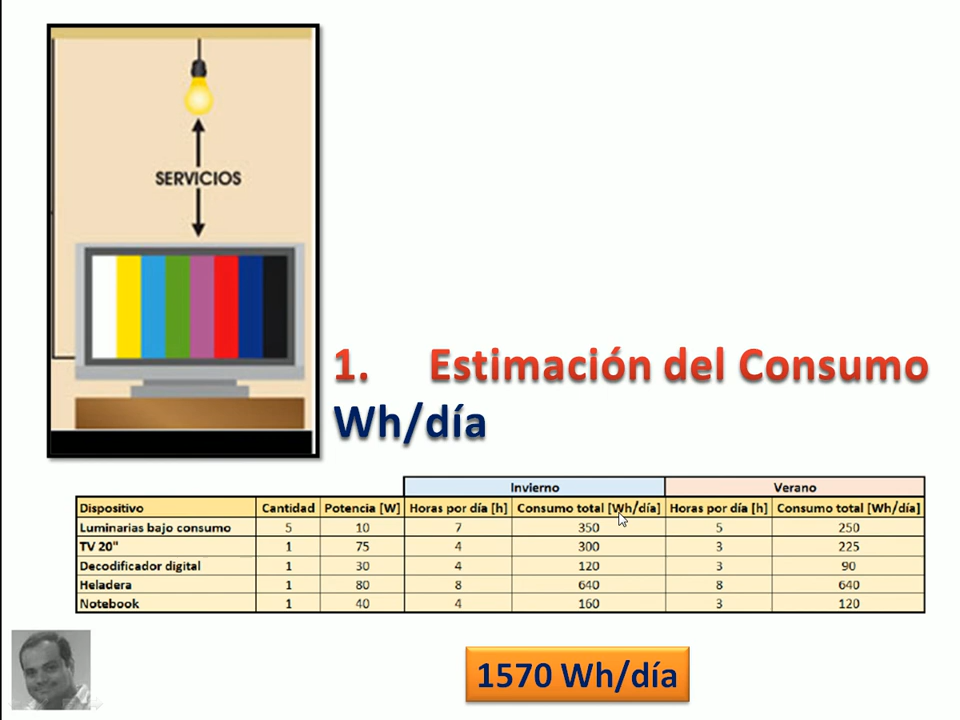 SERVICIOS
1. Estimación del Consumo
Wh/día
Invierno Verano
Dispositivo Cantidad Potencia [W] Horas por día [h] Consumo total [Wh/día] Horas por día [h] Consumo total [Wh/día]
Luminarias bajo consumo 5 10 7 350 5 250
TV 20" 1 75 4 300 3 225
Decodificador digital 1 30 4 120 3 90
Heladera 1 80 8 640 8 640
Notebook 1 40 4 160 3 120
1570 Wh/día